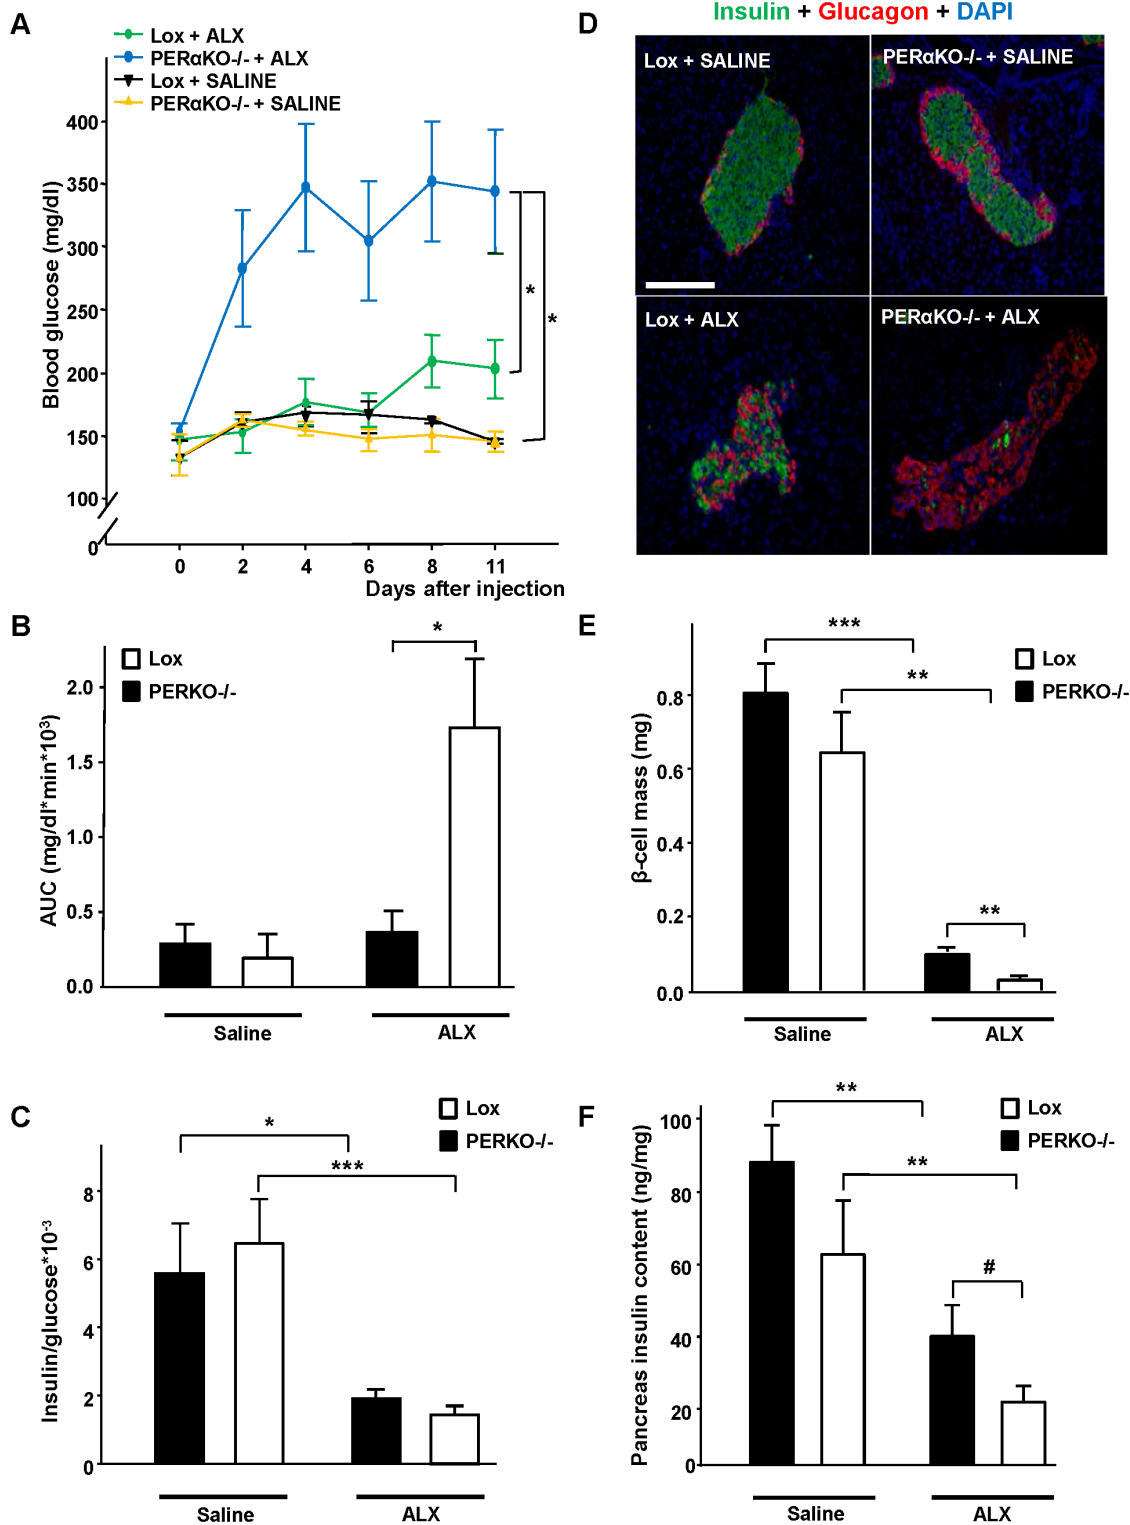 A
Lox + ALX
PERαKO-/- + ALX
Lox + SALINE
PERαKO-/- + SALINE
Blood glucose (mg/dl)
400
350
300
250
200
150
100
0
*
*
0 2 4 6 8 11
Days after injection
D
Insulin + Glucagon + DAPI
Lox + SALINE
PERαKO-/- + SALINE
Lox + ALX
PERαKO-/- + ALX
B
Lox
PERKO-/-
*
AUC (mg/dl*min*10³)
2.0
1.5
1.0
0.5
0.0
Saline
ALX
E
Lox
PERKO-/-
***
**
**
β-cell mass (mg)
0.8
0.6
0.4
0.2
0.0
Saline
ALX
C
Lox
PERKO-/-
*
***
Insulin/glucose*10⁻³
8
6
4
2
0
Saline
ALX
F
Lox
PERKO-/-
**
**
#
Pancreas insulin content (ng/mg)
100
80
60
40
20
0
Saline
ALX